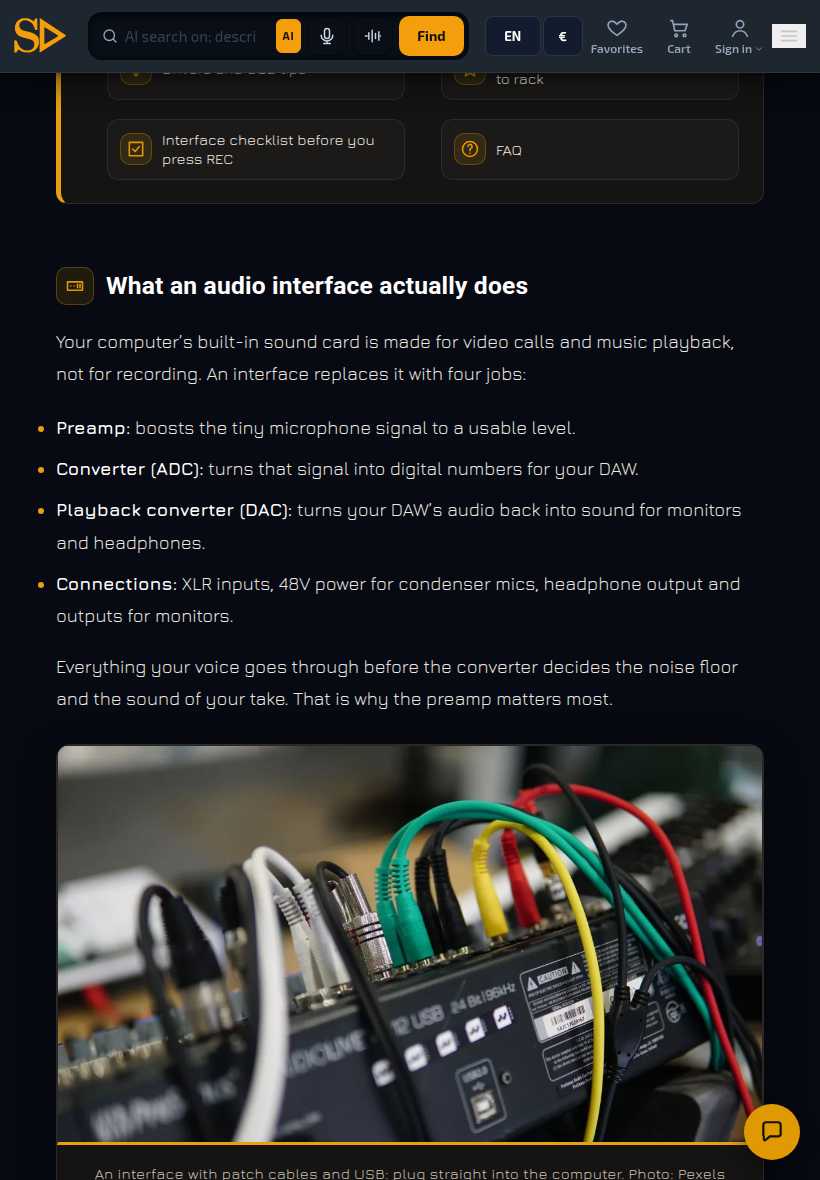 SD
AI search on: descri
AI
Find
EN
€
Favorites
Cart
Sign in
to rack
Interface checklist before you
press REC
FAQ
What an audio interface actually does
Your computer's built-in sound card is made for video calls and music playback,
not for recording. An interface replaces it with four jobs:
Preamp: boosts the tiny microphone signal to a usable level.
Converter (ADC): turns that signal into digital numbers for your DAW.
Playback converter (DAC): turns your DAW's audio back into sound for monitors
and headphones.
Connections: XLR inputs, 48V power for condenser mics, headphone output and
outputs for monitors.
Everything your voice goes through before the converter decides the noise floor
and the sound of your take. That is why the preamp matters most.
CAUTION
12 USB 24 Bit | 96kHz
USB 2.0
An interface with patch cables and USB: plug straight into the computer. Photo: Pexels